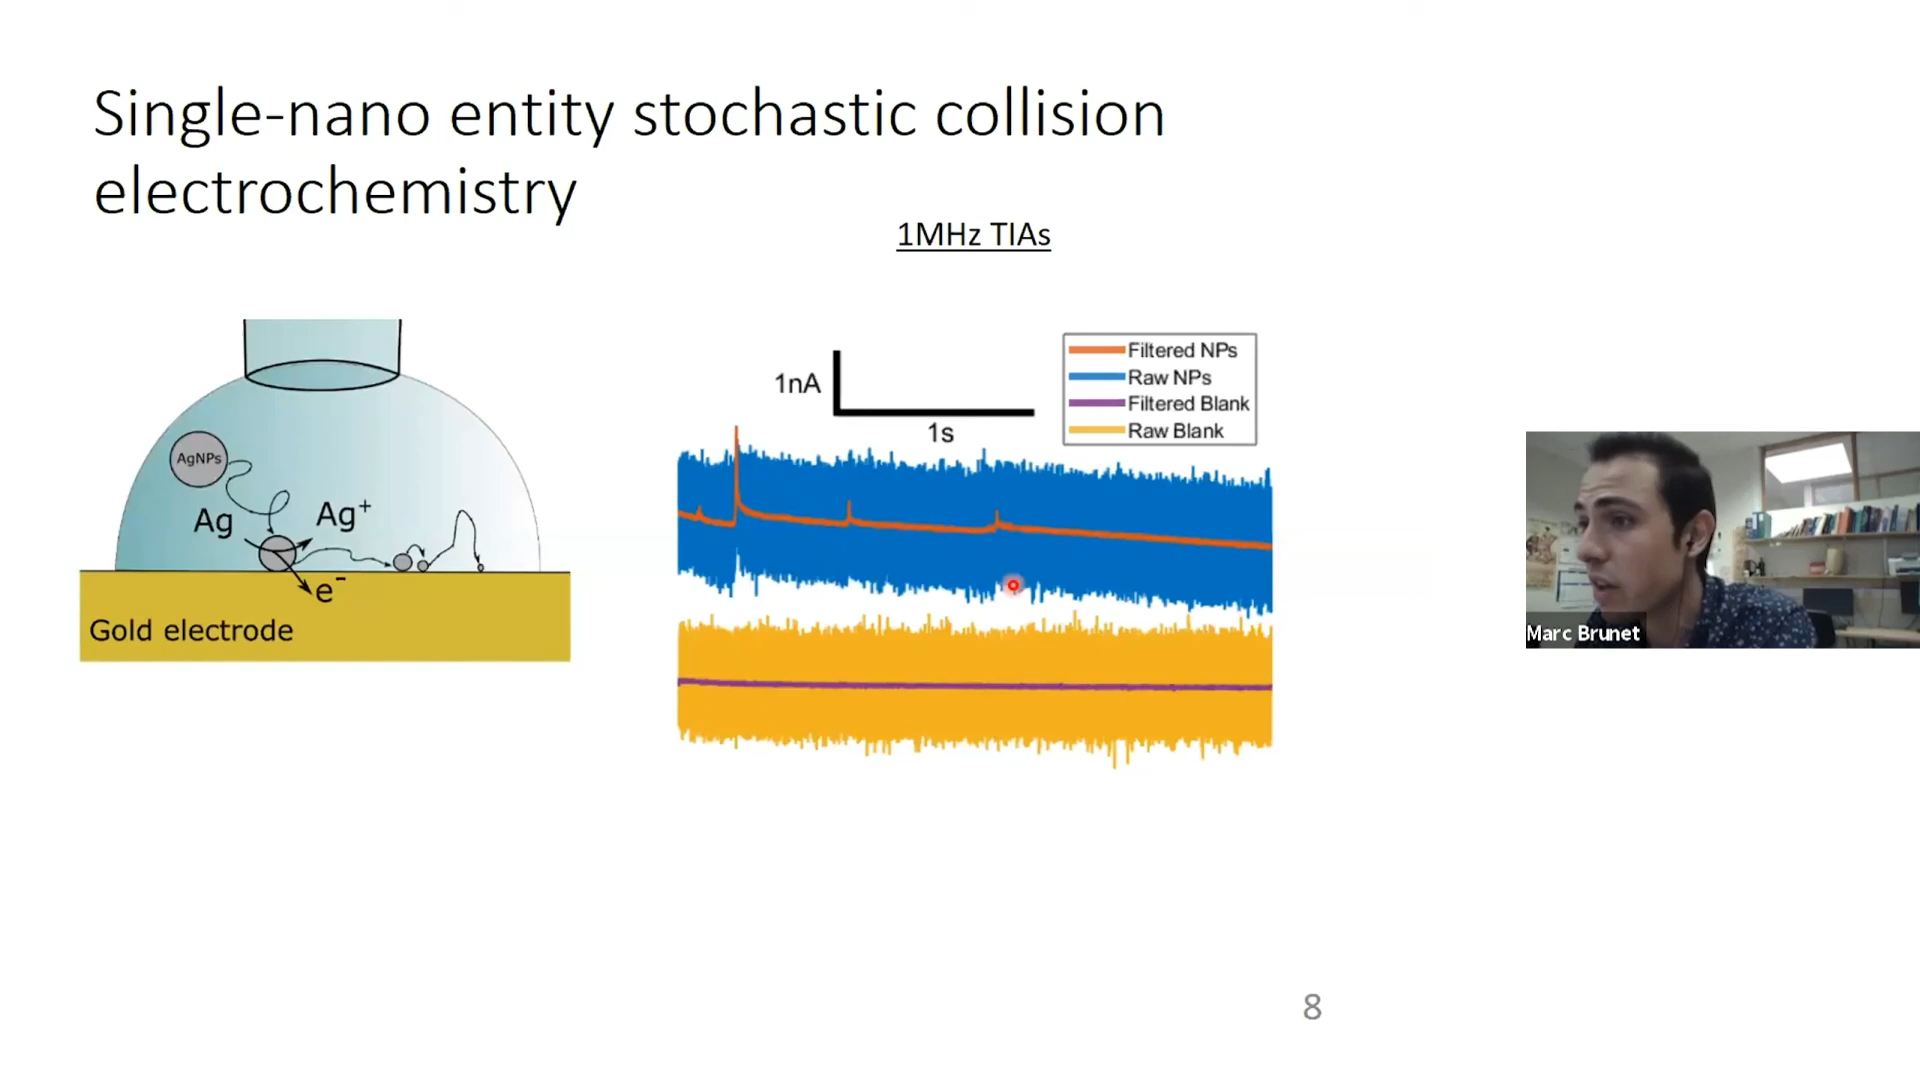 Single-nano entity stochastic collision
electrochemistry
1MHz TIAs
AgNPs
Ag
Ag⁺
e⁻
Gold electrode
1nA
1s
Filtered NPs
Raw NPs
Filtered Blank
Raw Blank
Marc Brunet
8